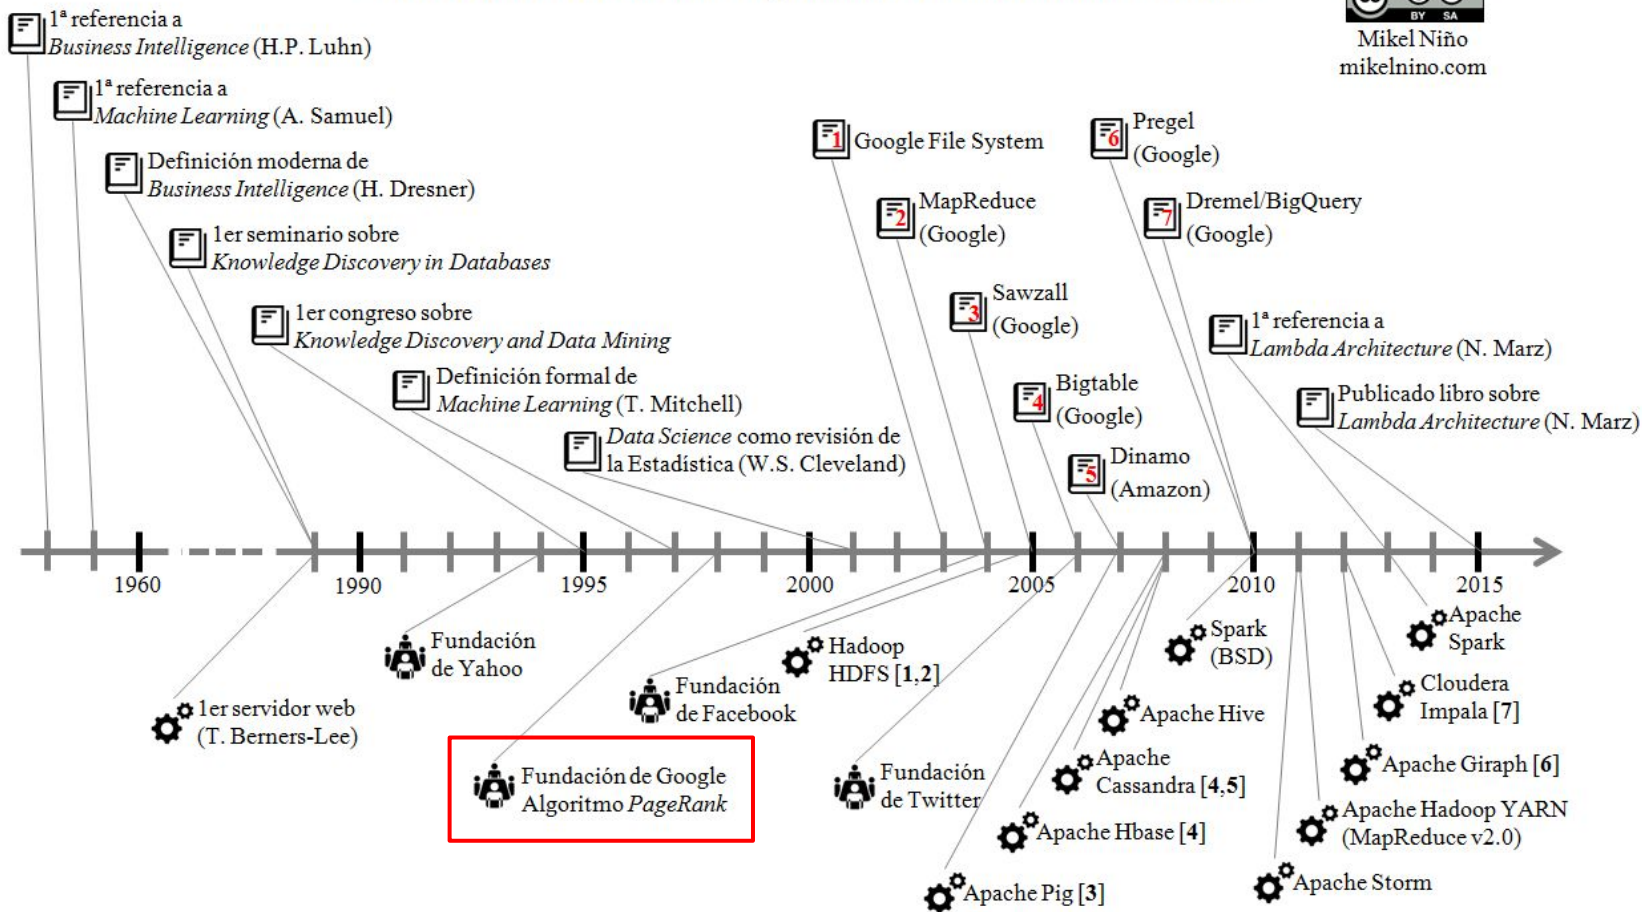 BY SA
Mikel Niño
mikelnino.com
1ª referencia a
Business Intelligence (H.P. Luhn)
1ª referencia a
Machine Learning (A. Samuel)
Definición moderna de
Business Intelligence (H. Dresner)
1er seminario sobre
Knowledge Discovery in Databases
1er congreso sobre
Knowledge Discovery and Data Mining
Definición formal de
Machine Learning (T. Mitchell)
Data Science como revisión de
la Estadística (W.S. Cleveland)
1 Google File System
2 MapReduce
(Google)
3 Sawzall
(Google)
4 Bigtable
(Google)
5 Dinamo
(Amazon)
6 Pregel
(Google)
7 Dremel/BigQuery
(Google)
1ª referencia a
Lambda Architecture (N. Marz)
Publicado libro sobre
Lambda Architecture (N. Marz)
1960 1990 1995 2000 2005 2010 2015
1er servidor web
(T. Berners-Lee)
Fundación
de Yahoo
Fundación de Google
Algoritmo PageRank
Fundación
de Facebook
Hadoop
HDFS [1,2]
Fundación
de Twitter
Apache Pig [3]
Apache Hbase [4]
Apache
Cassandra [4,5]
Apache Hive
Spark
(BSD)
Apache Storm
Apache Hadoop YARN
(MapReduce v2.0)
Apache Giraph [6]
Cloudera
Impala [7]
Apache
Spark